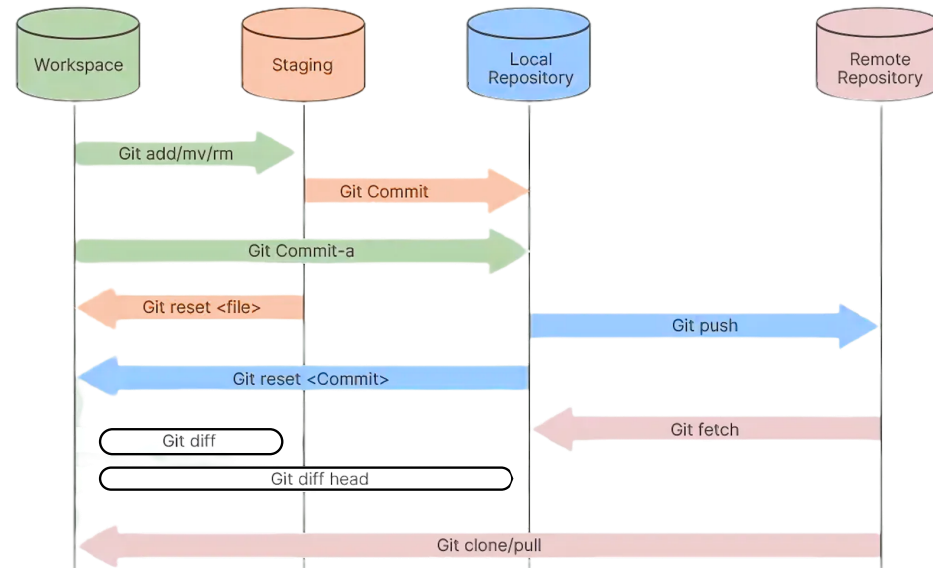 Workspace
Staging
Local
Repository
Remote
Repository
Git add/mv/rm
Git Commit
Git Commit-a
Git reset <file>
Git push
Git reset <Commit>
Git fetch
Git diff
Git diff head
Git clone/pull